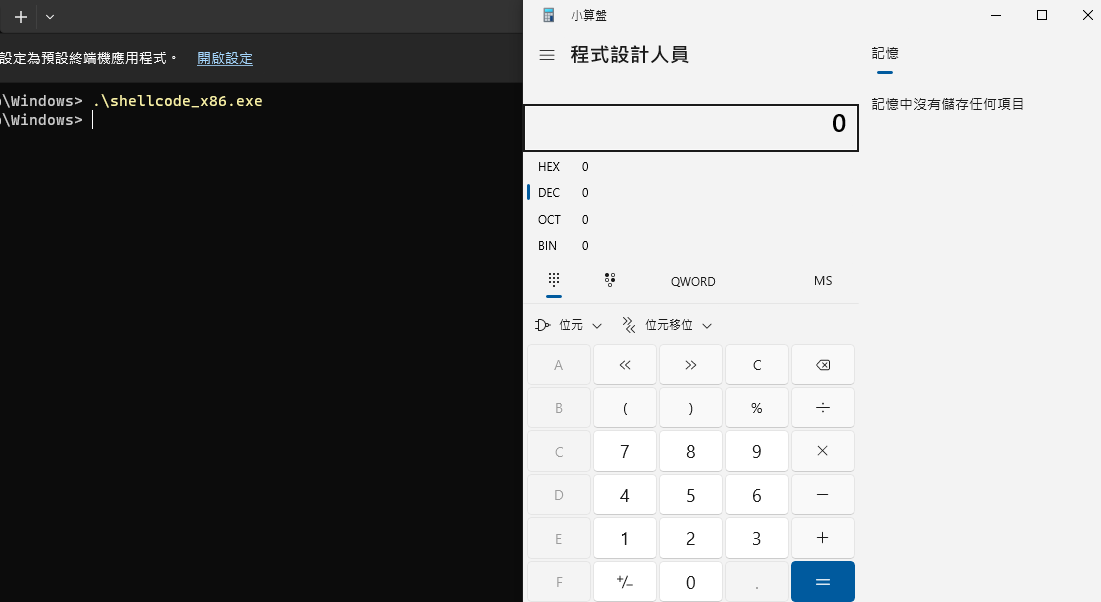 設定為預設終端機應用程式。 開啟設定
\Windows> .\shellcode_x86.exe
\Windows>
小算盤
程式設計人員
0
HEX 0
DEC 0
OCT 0
BIN 0
QWORD MS
位元 位元移位
A « » C
B ( ) % ÷
C 7 8 9 ×
D 4 5 6 −
E 1 2 3 +
F +/− 0 . =
記憶
記憶中沒有儲存任何項目